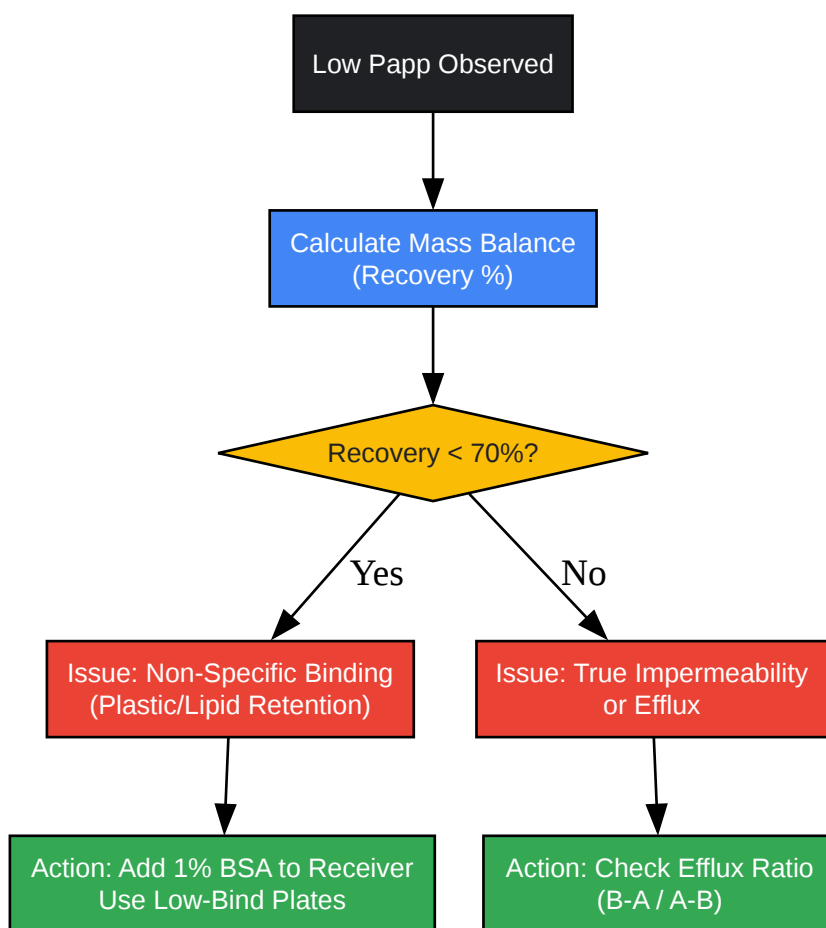 Low Papp Observed
Calculate Mass Balance
(Recovery %)
Recovery < 70%?
Yes
No
Issue: Non-Specific Binding
(Plastic/Lipid Retention)
Issue: True Impermeability
or Efflux
Action: Add 1% BSA to Receiver
Use Low-Bind Plates
Action: Check Efflux Ratio
(B-A / A-B)